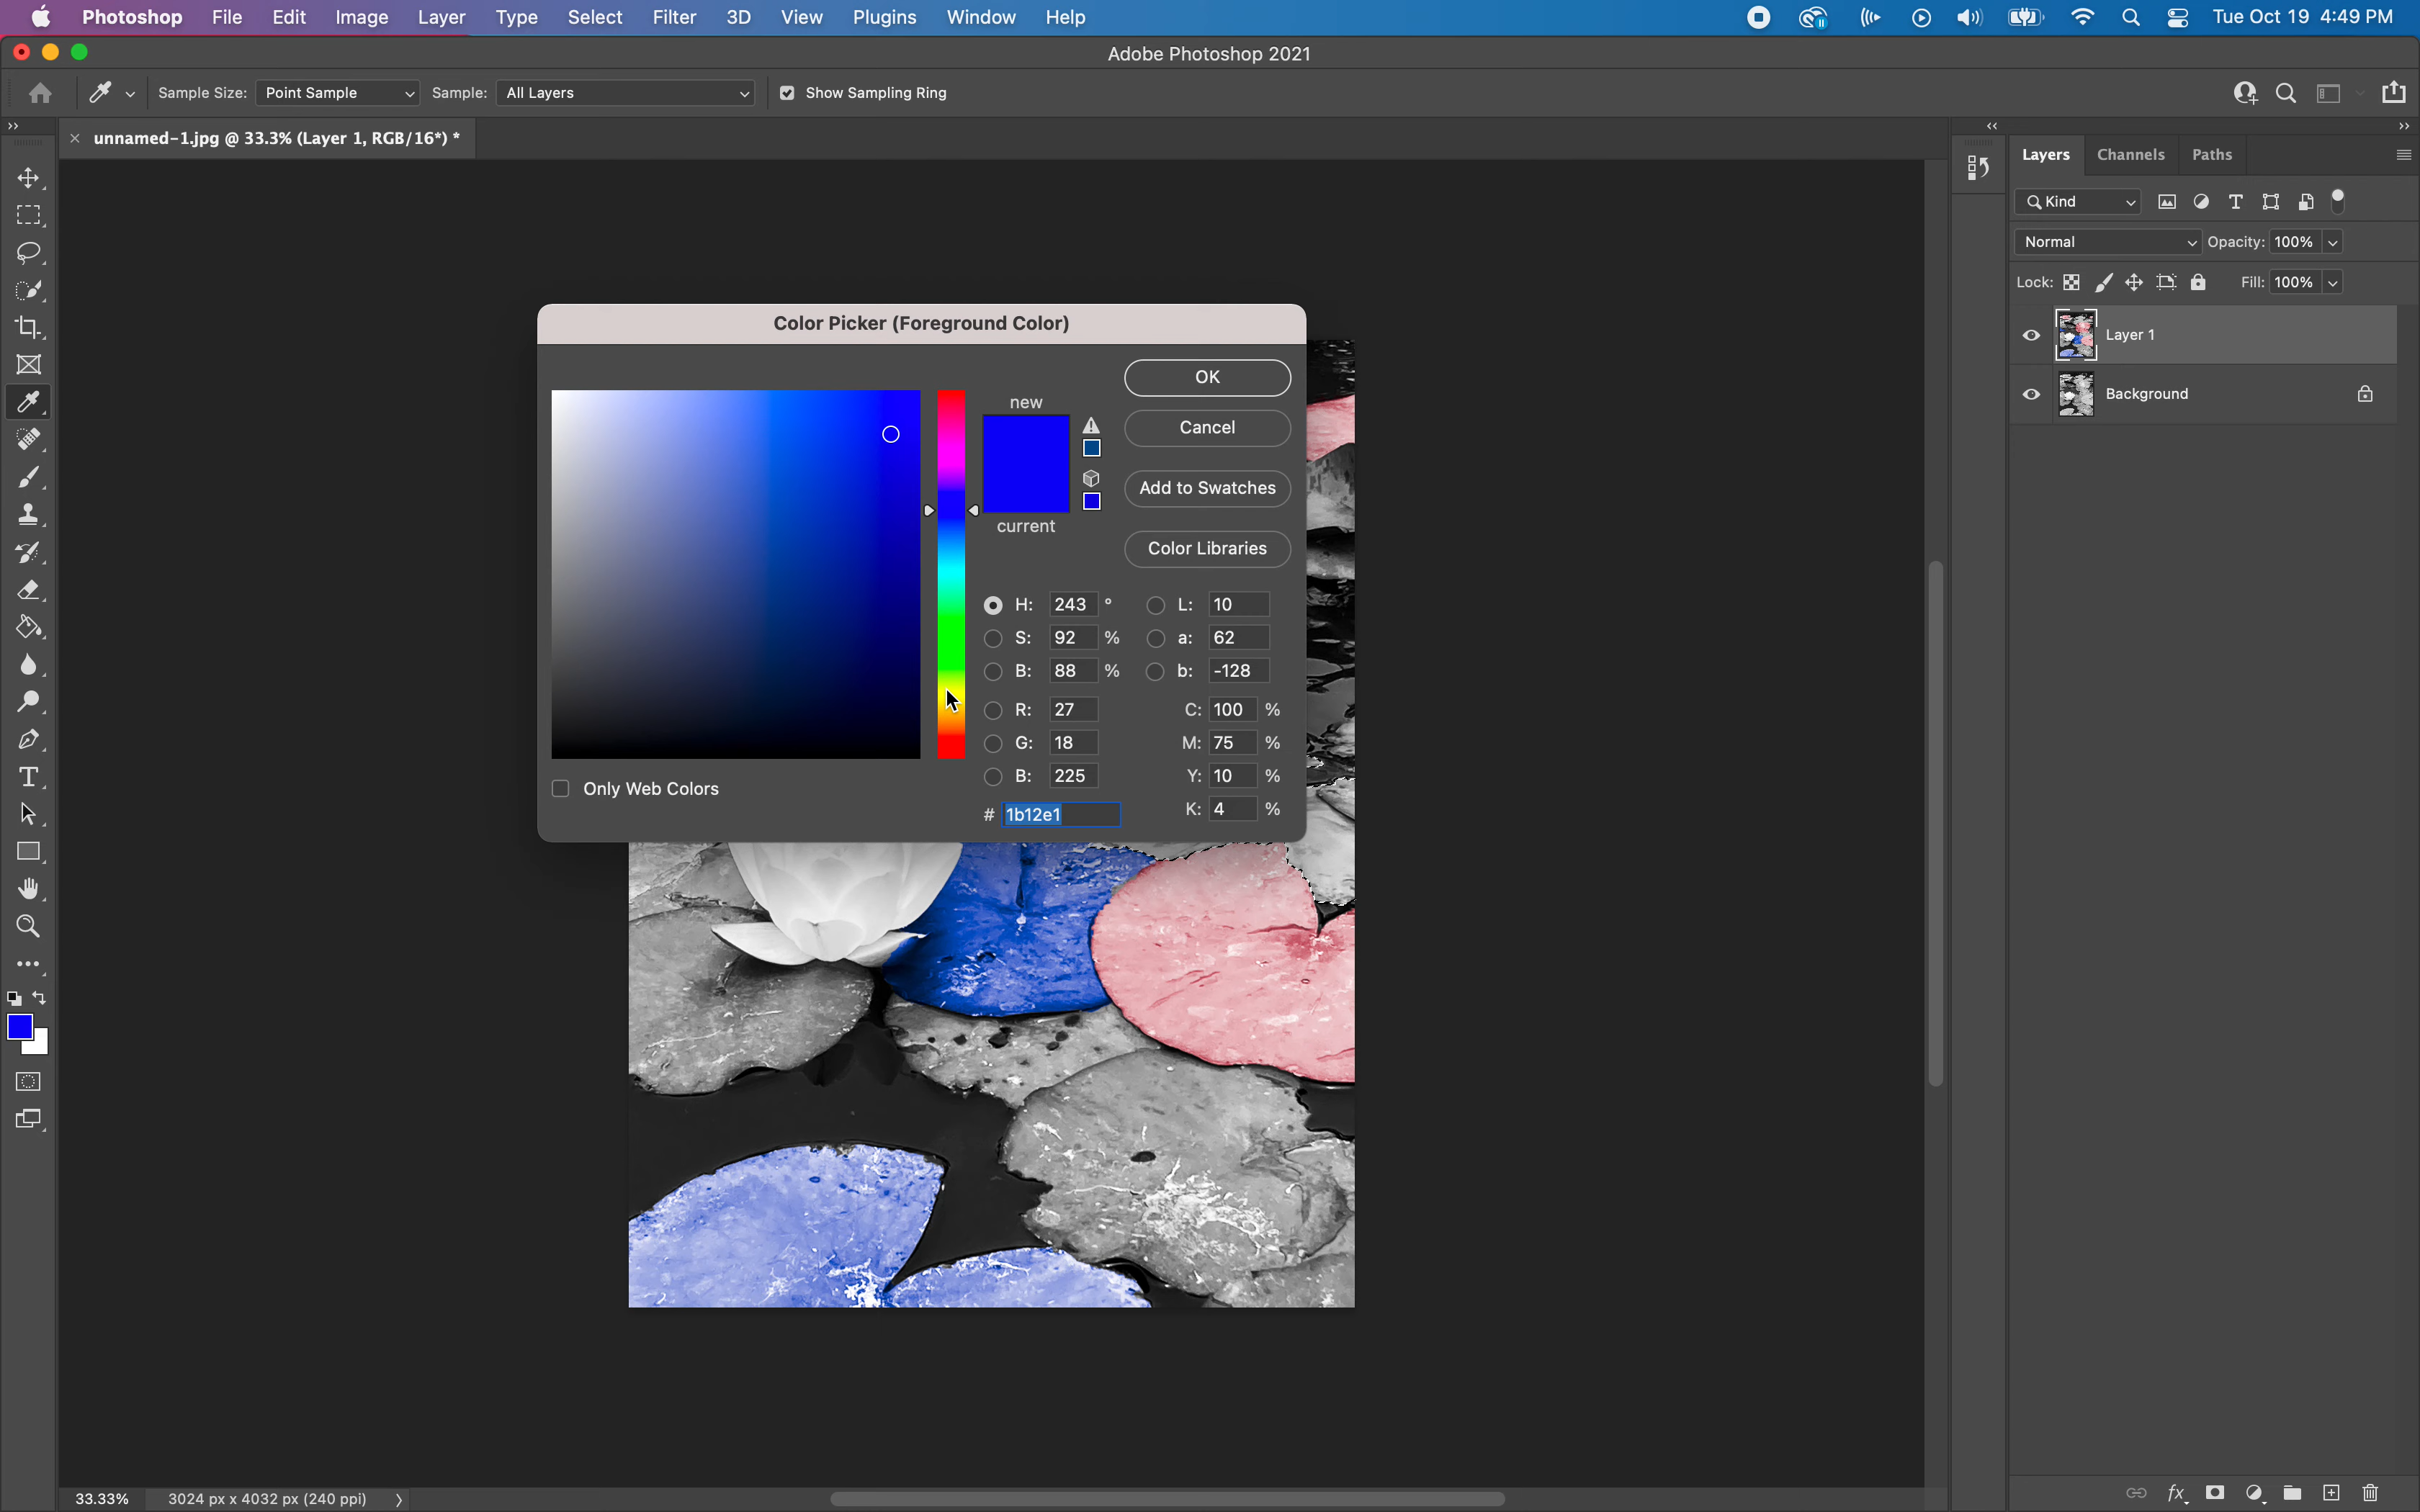 Photoshop File Edit Image Layer Type Select Filter 3D View Plugins Window Help Tue Oct 19 4:49 PM
Adobe Photoshop 2021
Sample Size: Point Sample Sample: All Layers Show Sampling Ring
unnamed-1.jpg @ 33.3% (Layer 1, RGB/16*) *
Layers Channels Paths
Kind
Normal Opacity: 100%
Lock: Fill: 100%
Layer 1
Background
Color Picker (Foreground Color)
new
current
OK
Cancel
Add to Swatches
Color Libraries
H: 243 ° L: 10
S: 92 % a: 62
B: 88 % b: -128
R: 27 C: 100 %
G: 18 M: 75 %
B: 225 Y: 10 %
# 1b12e1 K: 4 %
Only Web Colors
33.33% 3024 px x 4032 px (240 ppi)